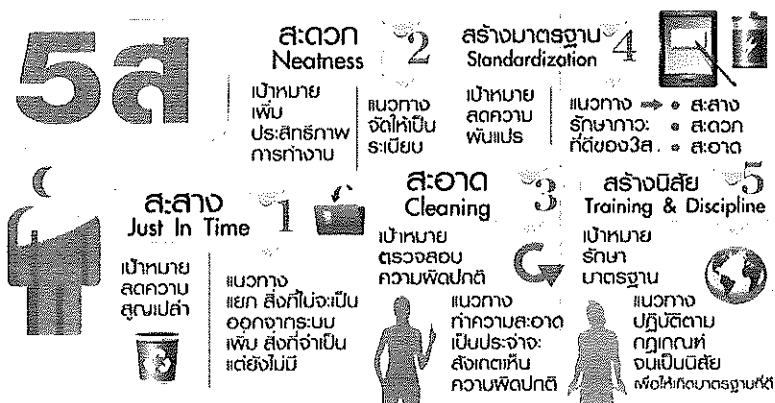 5ส
สะสาง 1
Just In Time
เป้าหมาย
ลดความ
สูญเปล่า
แนวทาง
แยก สิ่งที่ไม่จะเป็น
ออกจากระบบ
เพิ่ม สิ่งที่จำเป็น
แต่ยังไม่มี
สะดวก 2
Neatness
เป้าหมาย
เพิ่ม
ประสิทธิภาพ
การทำงาน
แนวทาง
จัดให้เป็น
ระเบียบ
สะอาด 3
Cleaning
เป้าหมาย
ตรวจสอบ
ความผิดปกติ
แนวทาง
ทำความสะอาด
เป็นประจำจะ
สังเกตเห็น
ความผิดปกติ
สร้างมาตรฐาน 4
Standardization
เป้าหมาย
ลดความ
ผันแปร
แนวทาง
รักษาภาวะ
ที่ดีของ3ส.
สะสาง
สะดวก
สะอาด
สร้างนิสัย 5
Training & Discipline
เป้าหมาย
รักษา
มาตรฐาน
แนวทาง
ปฏิบัติตาม
กฎเกณฑ์
จนเป็นนิสัย
เพื่อให้เกิดมาตรฐานที่ดี